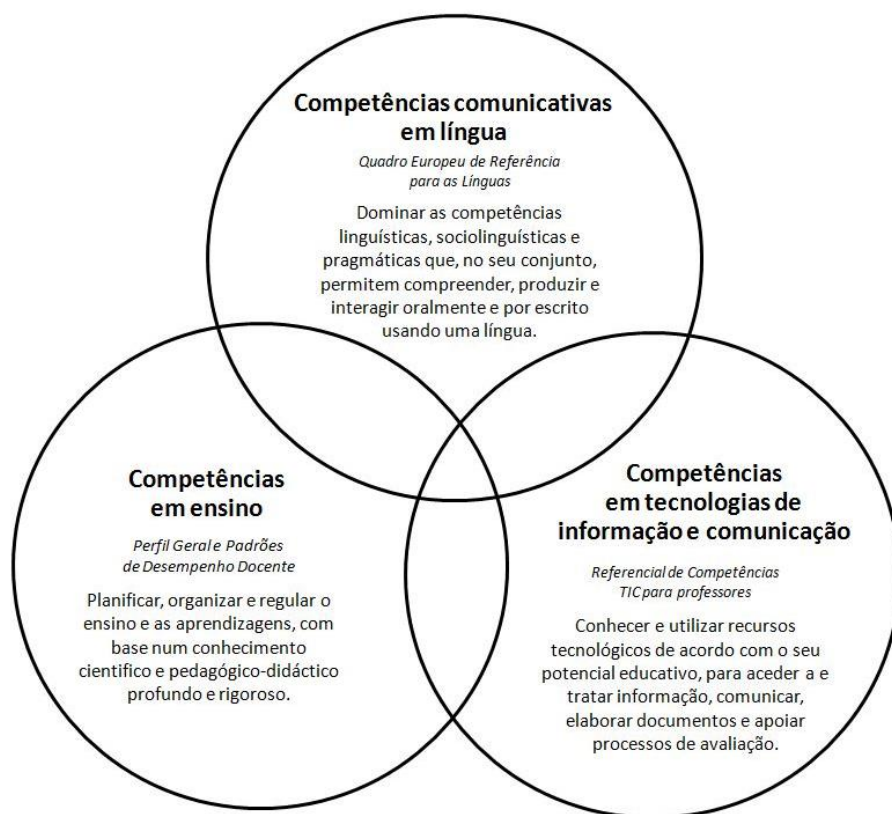 Competências comunicativas
em língua
Quadro Europeu de Referência
para as Línguas
Dominar as competências
linguísticas, sociolinguísticas e
pragmáticas que, no seu conjunto,
permitem compreender, produzir e
interagir oralmente e por escrito
usando uma língua.
Competências
em ensino
Perfil Geral e Padrões
de Desempenho Docente
Planificar, organizar e regular o
ensino e as aprendizagens, com
base num conhecimento
cientifico e pedagógico-didáctico
profundo e rigoroso.
Competências
em tecnologias de
informação e comunicação
Referencial de Competências
TIC para professores
Conhecer e utilizar recursos
tecnológicos de acordo com o seu
potencial educativo, para aceder a e
tratar informação, comunicar,
elaborar documentos e apoiar
processos de avaliação.